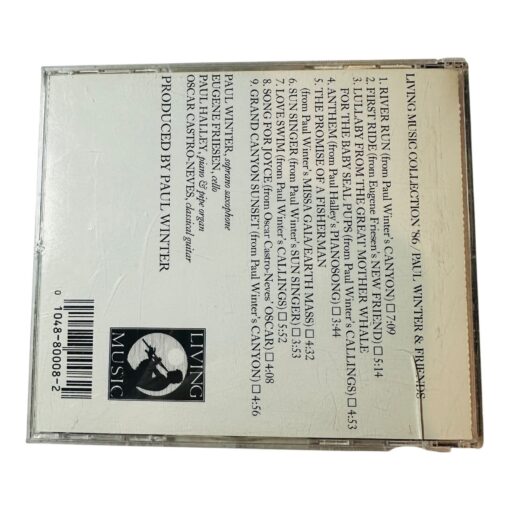 LIVING MUSIC COLLECTION '86 / PAUL WINTER & FRIENDS
1. RIVER RUN (from Paul Winter's CANYON) □ 7:09
2. FIRST RIDE (from Eugene Friesen's NEW FRIEND) □ 5:14
3. LULLABY FROM THE GREAT MOTHER WHALE
FOR THE BABY SEAL PUPS (from Paul Winter's CALLINGS) □ 4:53
4. ANTHEM (from Paul Halley's PIANOSONG) □ 3:44
5. THE PROMISE OF A FISHERMAN
(from Paul Winter's MISSA GAIA/EARTH MASS) □ 4:32
6. SUN SINGER (from Paul Winter's SUN SINGER) □ 3:53
7. LOVE SWIM (from Paul Winter's CALLINGS) □ 5:52
8. SONG FOR JOYCE (from Oscar Castro-Neves' OSCAR) □ 4:08
9. GRAND CANYON SUNSET (from Paul Winter's CANYON) □ 4:56
PAUL WINTER, soprano saxophone
EUGENE FRIESEN, cello
PAUL HALLEY, piano & pipe organ
OSCAR CASTRO-NEVES, classical guitar
PRODUCED BY PAUL WINTER
LIVING
MUSIC
0 1048-80008-2